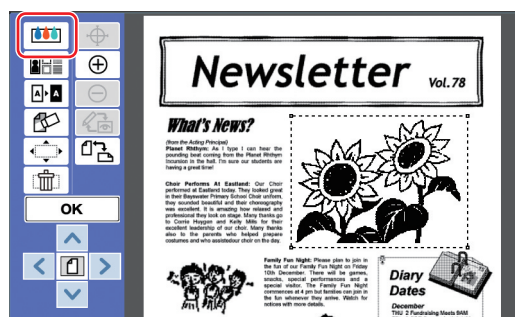 A A
OK
Newsletter Vol.78
What's News?
(from the Acting Principal)
Planet Rhthym: As I type I can hear the
pounding beat coming from the Planet Rhythm
Incursion in the hall. I'm sure our students are
having a great time!
Choir Performs At Eastland: Our Choir
performed at Eastland today. They looked great
in their Bayswater Primary School Choir uniform,
they sounded beautiful and their choreography
was excellent. It is amazing how relaxed and
professional they look on stage. Many thanks go
to Corrie Huygen and Kelly Mills for their
excellent leadership of our choir. Many thanks
also to the parents who helped prepare
costumes and who assistedour choir on the day.
Family Fun Night: Please plan to join in
the fun of our Family Fun Night on Friday
10th December. There will be games,
snacks, special performances and a
special visitor. The Family Fun Night
commences at 4 pm but families can join in
the fun whenever they arrive. Watch for
notices with more details.
Diary
Dates
December
THU 2 Fundraising Meets 9AM